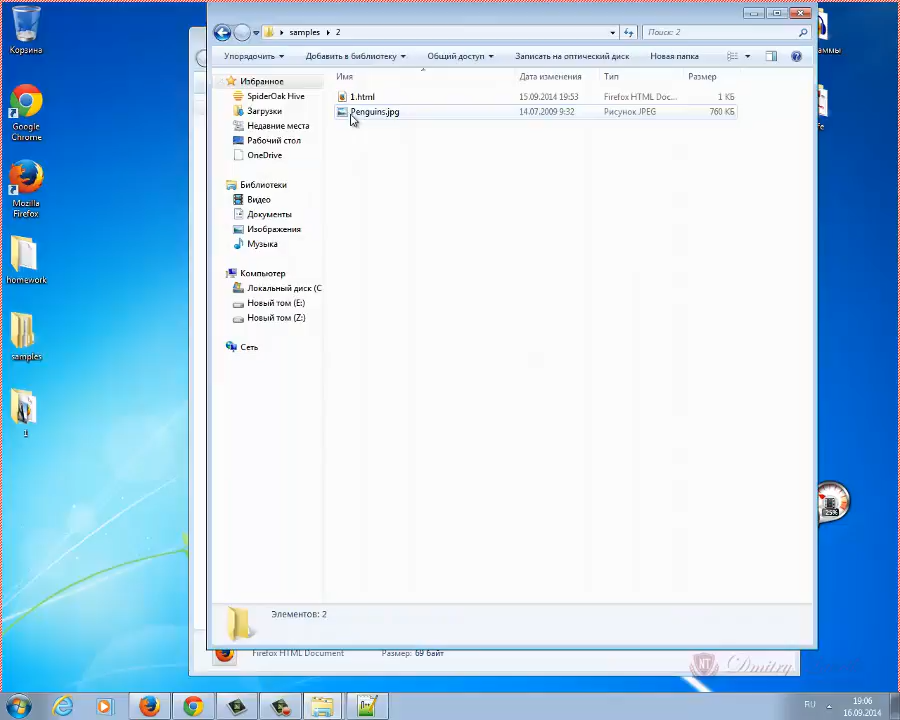 Корзина
Google
Chrome
Mozilla
Firefox
homework
samples
1
samples
2
Поиск: 2
Упорядочить
Добавить в библиотеку
Общий доступ
Записать на оптический диск
Новая папка
Избранное
SpiderOak Hive
Загрузки
Недавние места
Рабочий стол
OneDrive
Библиотеки
Видео
Документы
Изображения
Музыка
Компьютер
Локальный диск (C
Новый том (E:)
Новый том (Z:)
Сеть
Имя
Дата изменения
Тип
Размер
1.html
15.09.2014 19:53
Firefox HTML Doc...
1 КБ
Penguins.jpg
14.07.2009 9:32
Рисунок JPEG
760 КБ
Элементов: 2
Firefox HTML Document
Размер: 69 байт
NT Dmitry
25%
RU
19:06
16.09.2014